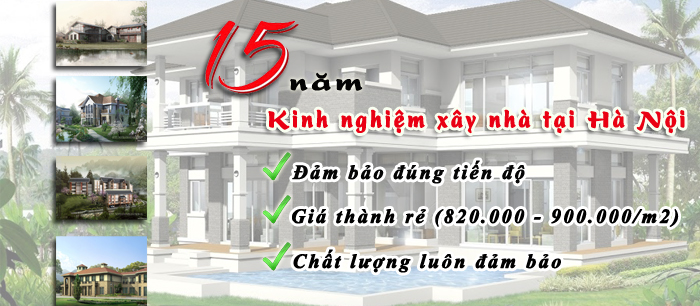 15 năm
Kinh nghiệm xây nhà tại Hà Nội
Đảm bảo đúng tiến độ
Giá thành rẻ (820.000 - 900.000/m2)
Chất lượng luôn đảm bảo